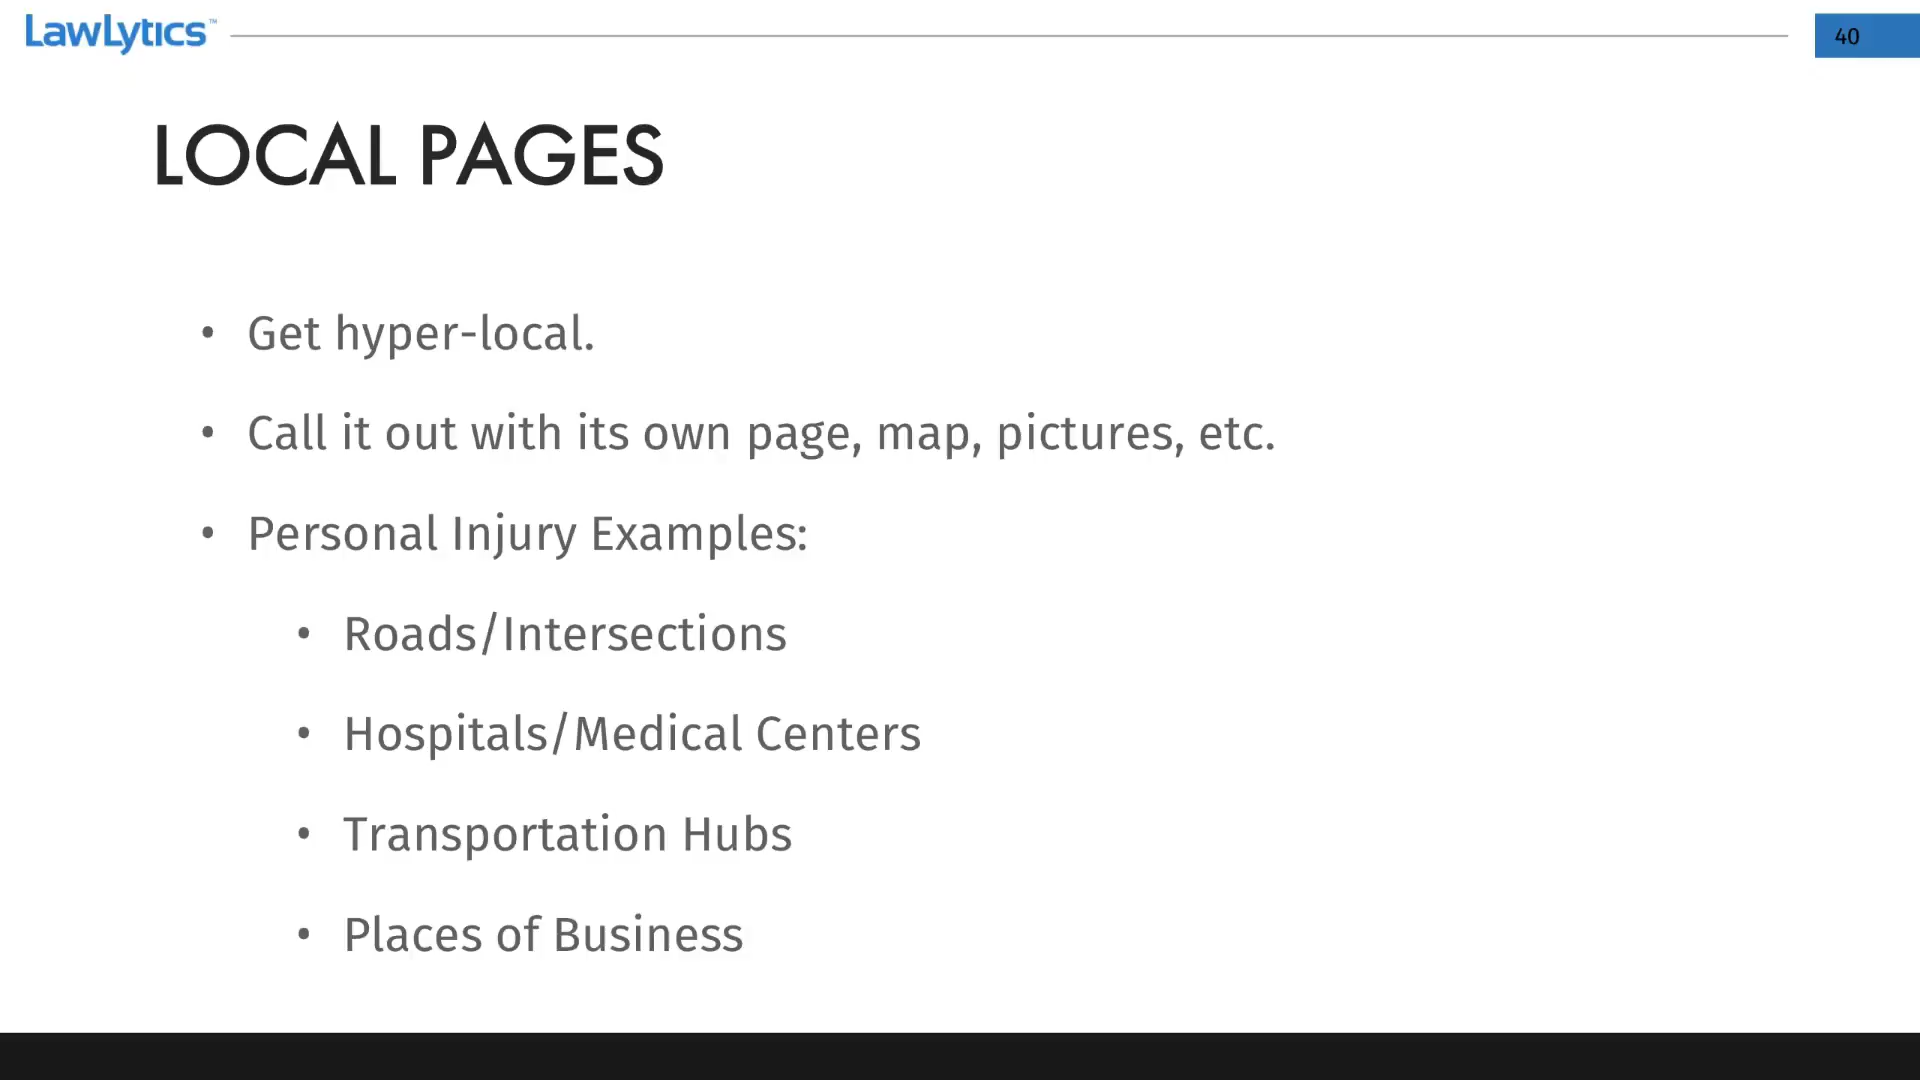 LawLytics™
40
LOCAL PAGES
• Get hyper-local.
• Call it out with its own page, map, pictures, etc.
• Personal Injury Examples:
• Roads/Intersections
• Hospitals/Medical Centers
• Transportation Hubs
• Places of Business